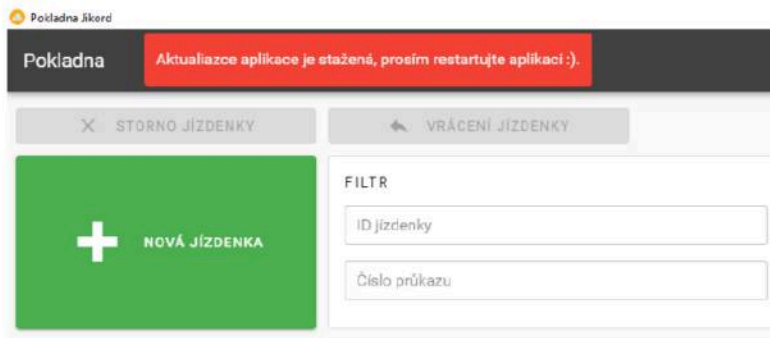 Pokladna Jikord
Pokladna
Aktualiazce aplikace je stažená, prosím restartujte aplikaci :).
STORNO JÍZDENKY
VRÁCENÍ JÍZDENKY
NOVÁ JÍZDENKA
FILTR
ID jízdenky
Číslo průkazu